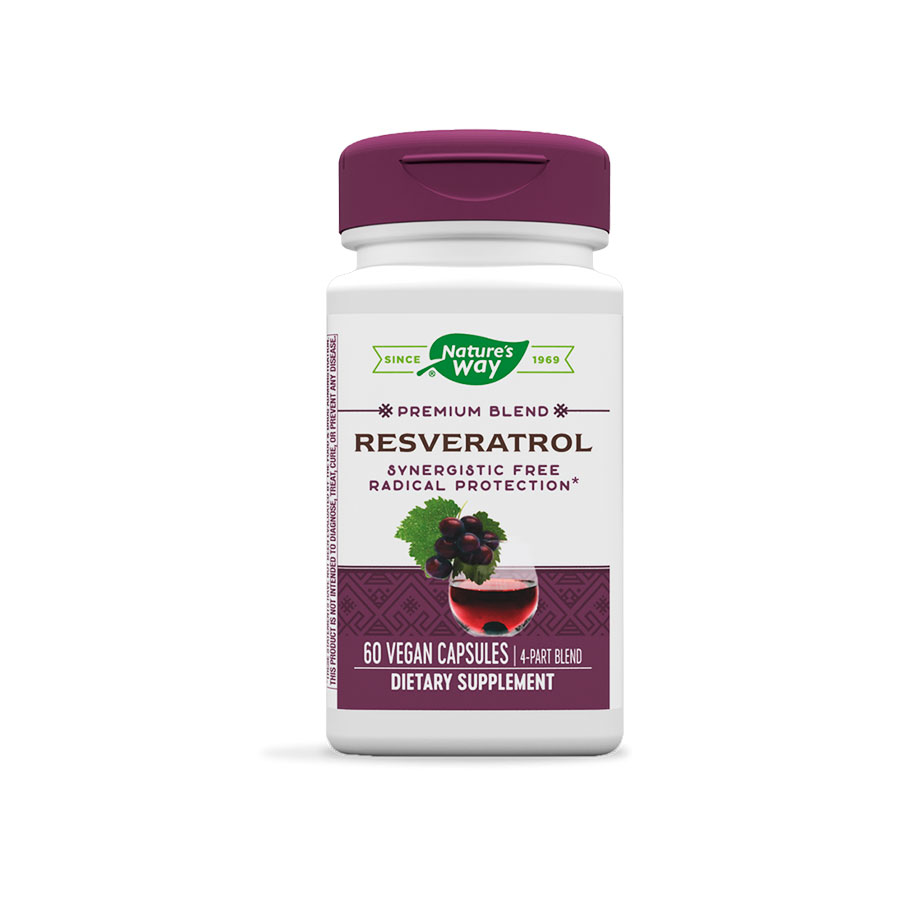 SINCE Nature's Way® 1969
PREMIUM BLEND
RESVERATROL
SYNERGISTIC FREE
RADICAL PROTECTION*
60 VEGAN CAPSULES | 4-PART BLEND
DIETARY SUPPLEMENT
THIS PRODUCT IS NOT INTENDED TO DIAGNOSE, TREAT, CURE, OR PREVENT ANY DISEASE.